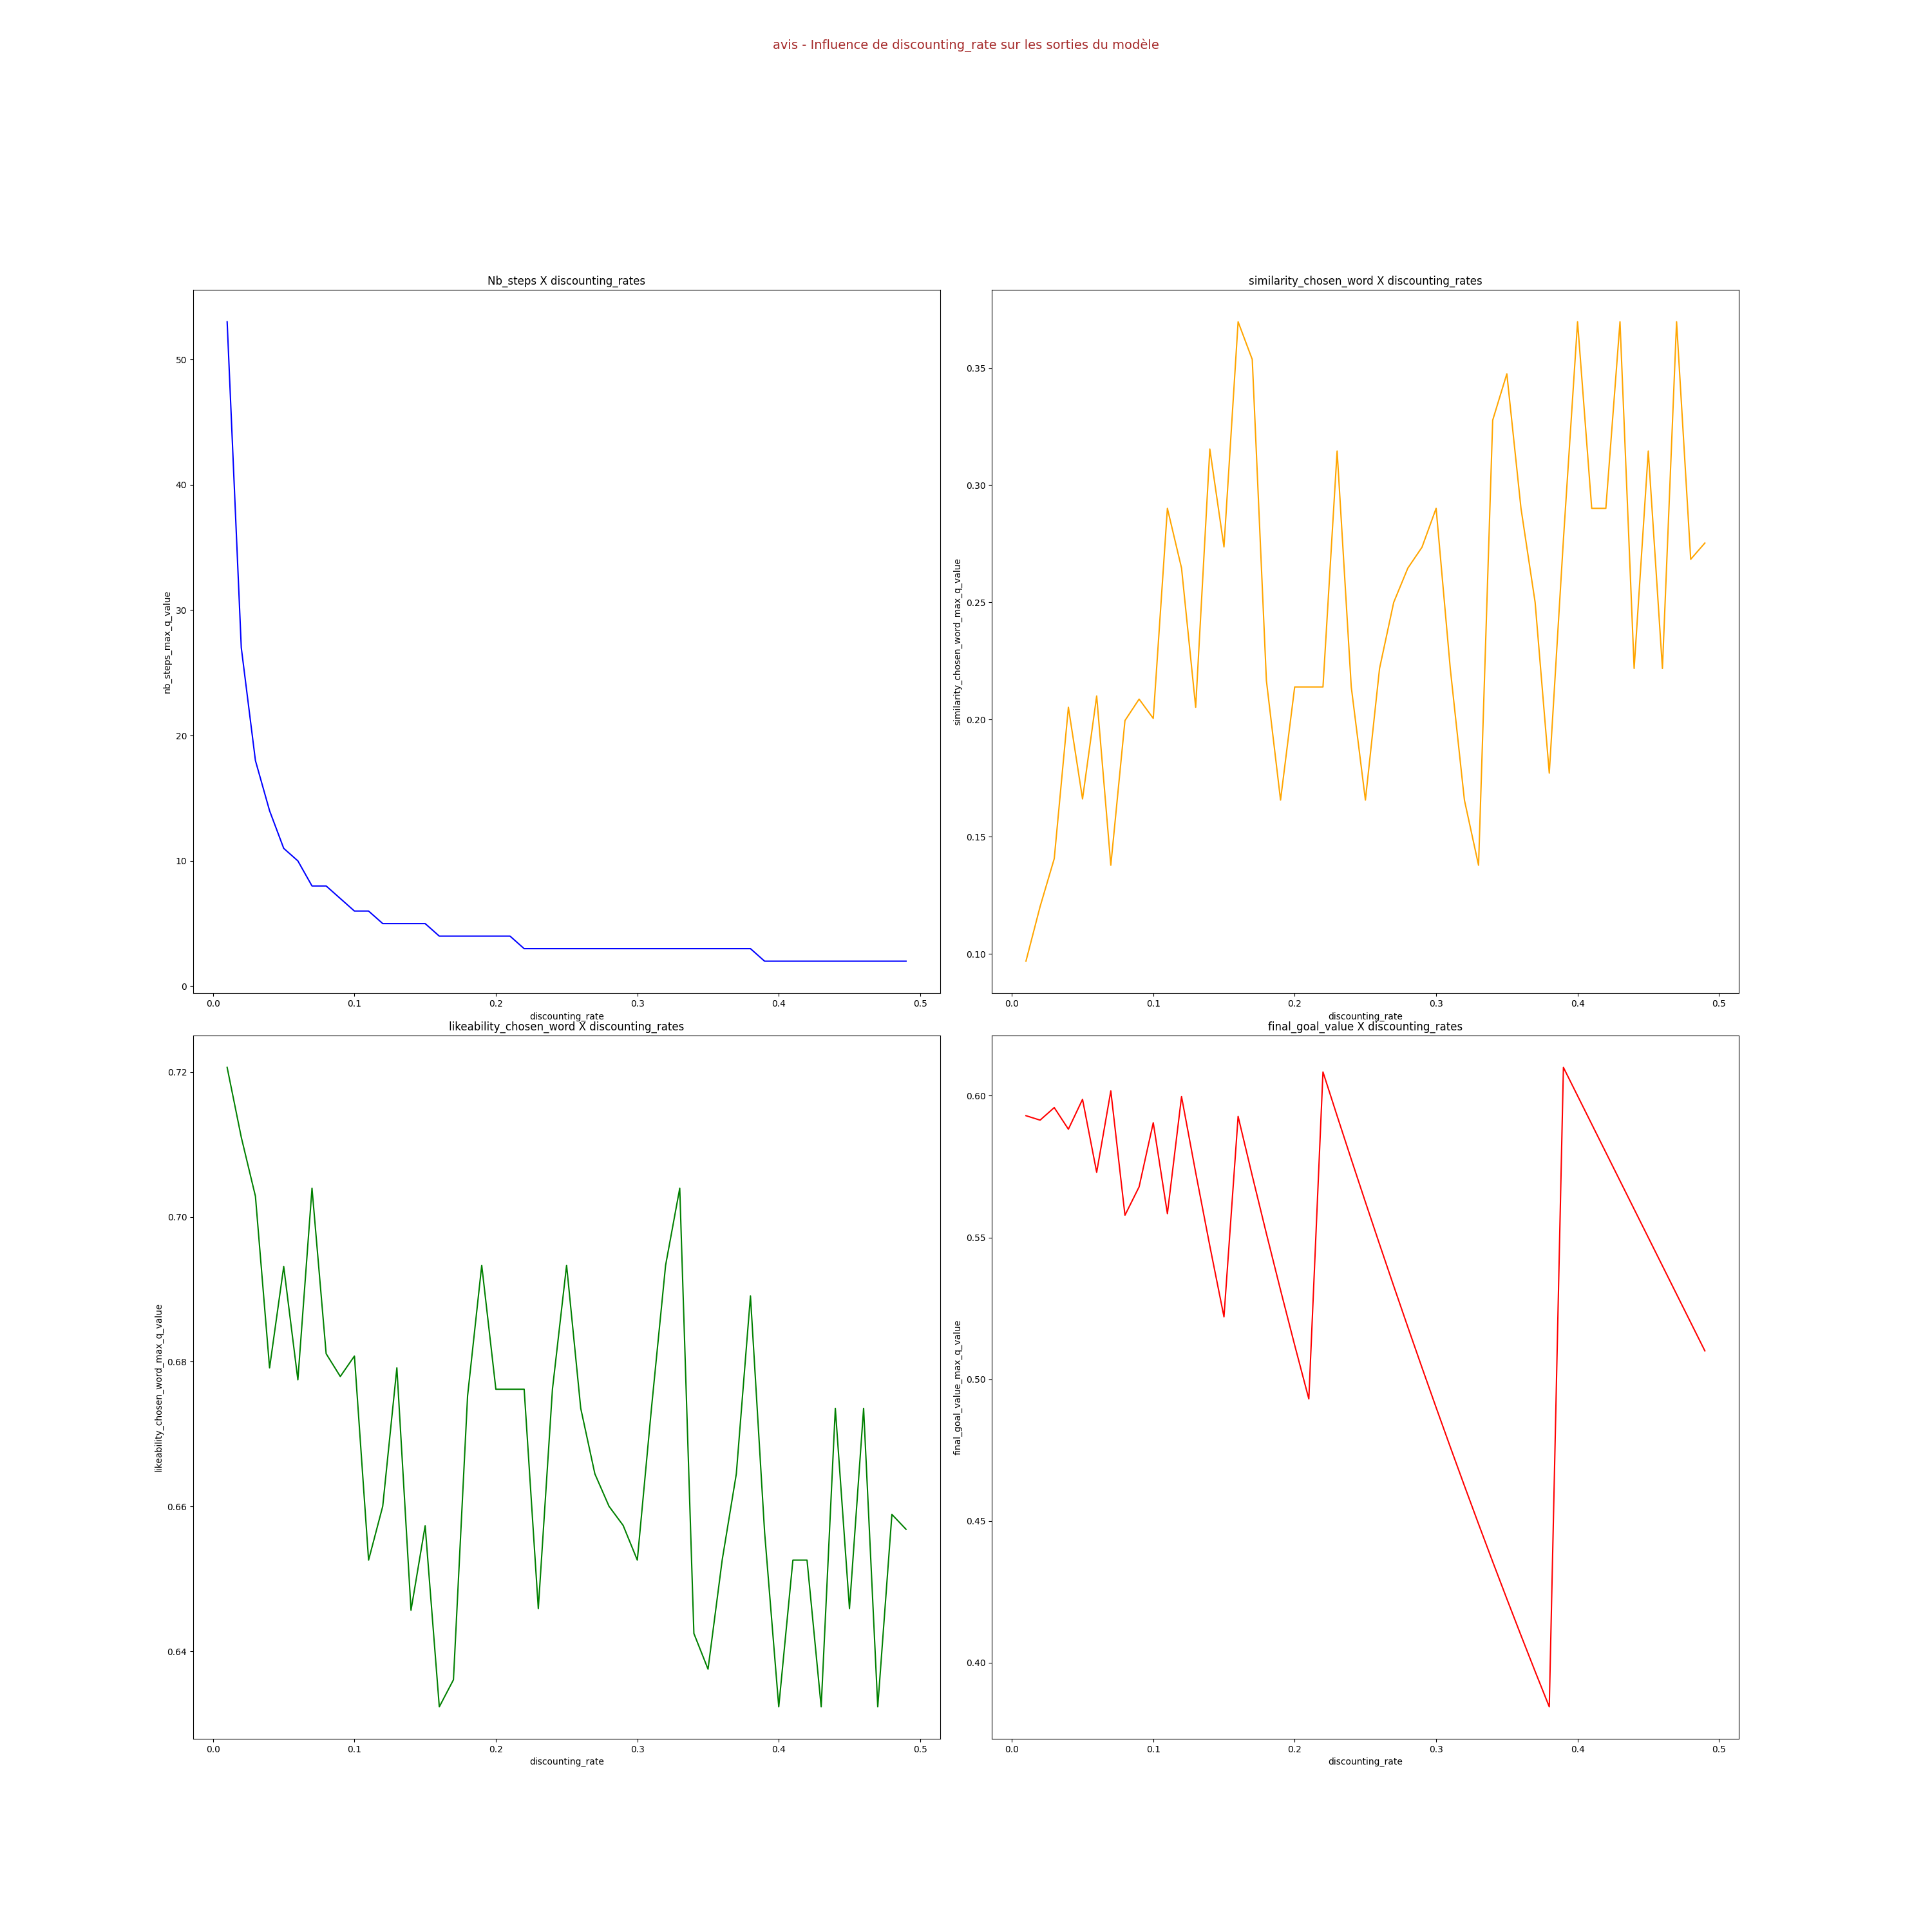 avis - Influence de discounting_rate sur les sorties du modèle
Nb_steps X discounting_rates
50
40
30
20
10
0
nb_steps_max_q_value
0.0 0.1 0.2 0.3 0.4 0.5
discounting_rate
similarity_chosen_word X discounting_rates
0.35
0.30
0.25
0.20
0.15
0.10
similarity_chosen_word_max_q_value
0.0 0.1 0.2 0.3 0.4 0.5
discounting_rate
likeability_chosen_word X discounting_rates
0.72
0.70
0.68
0.66
0.64
likeability_chosen_word_max_q_value
0.0 0.1 0.2 0.3 0.4 0.5
discounting_rate
final_goal_value X discounting_rates
0.60
0.55
0.50
0.45
0.40
final_goal_value_max_q_value
0.0 0.1 0.2 0.3 0.4 0.5
discounting_rate